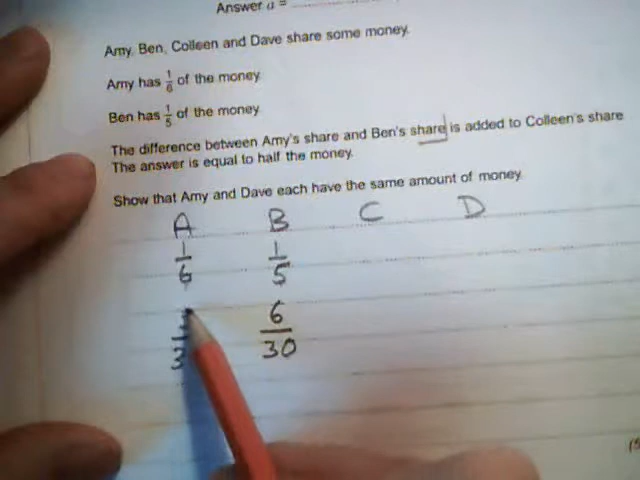 Answer a =
Amy, Ben, Colleen and Dave share some money.
Amy has 1/6 of the money
Ben has 1/5 of the money
The difference between Amy's share and Ben's share is added to Colleen's share
The answer is equal to half the money.
Show that Amy and Dave each have the same amount of money
A B C D
1/6 1/5
6/30